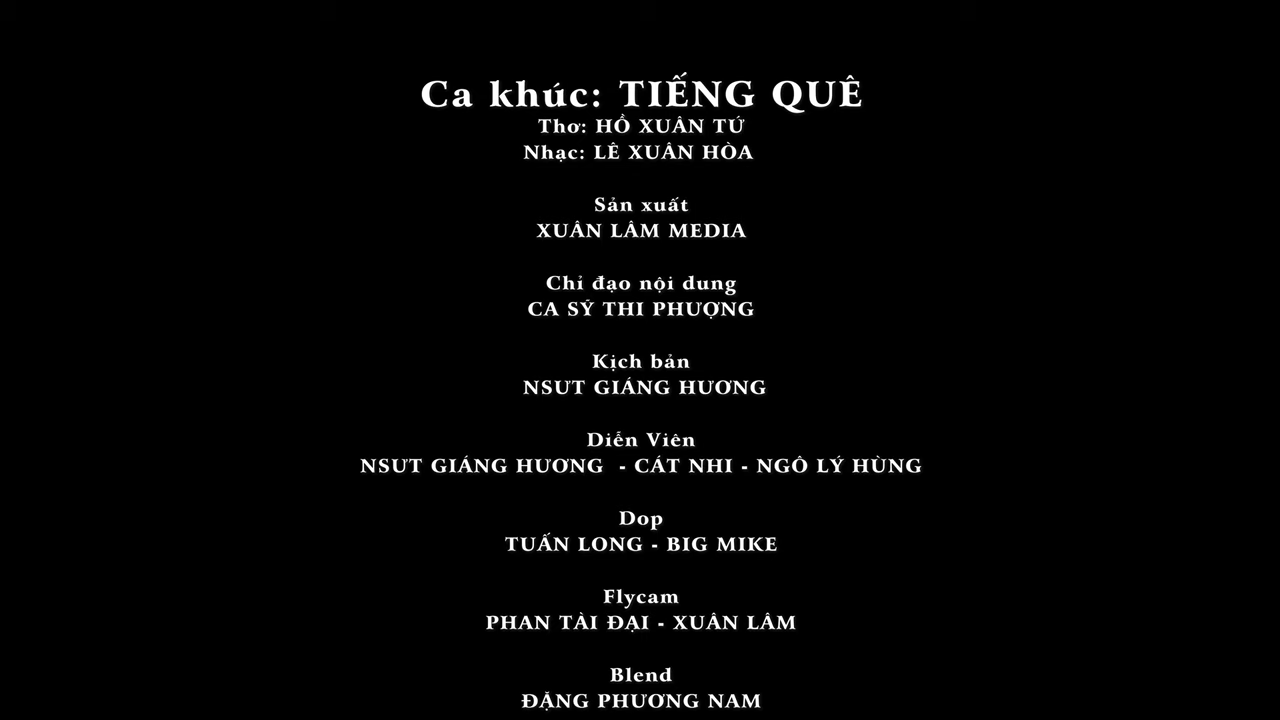 Ca khúc: TIẾNG QUÊ
Thơ: HỒ XUÂN TỨ
Nhạc: LÊ XUÂN HÒA
Sản xuất
XUÂN LÂM MEDIA
Chỉ đạo nội dung
CA SỸ THI PHƯỢNG
Kịch bản
NSƯT GIÁNG HƯƠNG
Diễn Viên
NSƯT GIÁNG HƯƠNG - CÁT NHI - NGÔ LÝ HÙNG
Dop
TUẤN LONG - BIG MIKE
Flycam
PHAN TÀI ĐẠI - XUÂN LÂM
Blend
ĐẶNG PHƯƠNG NAM